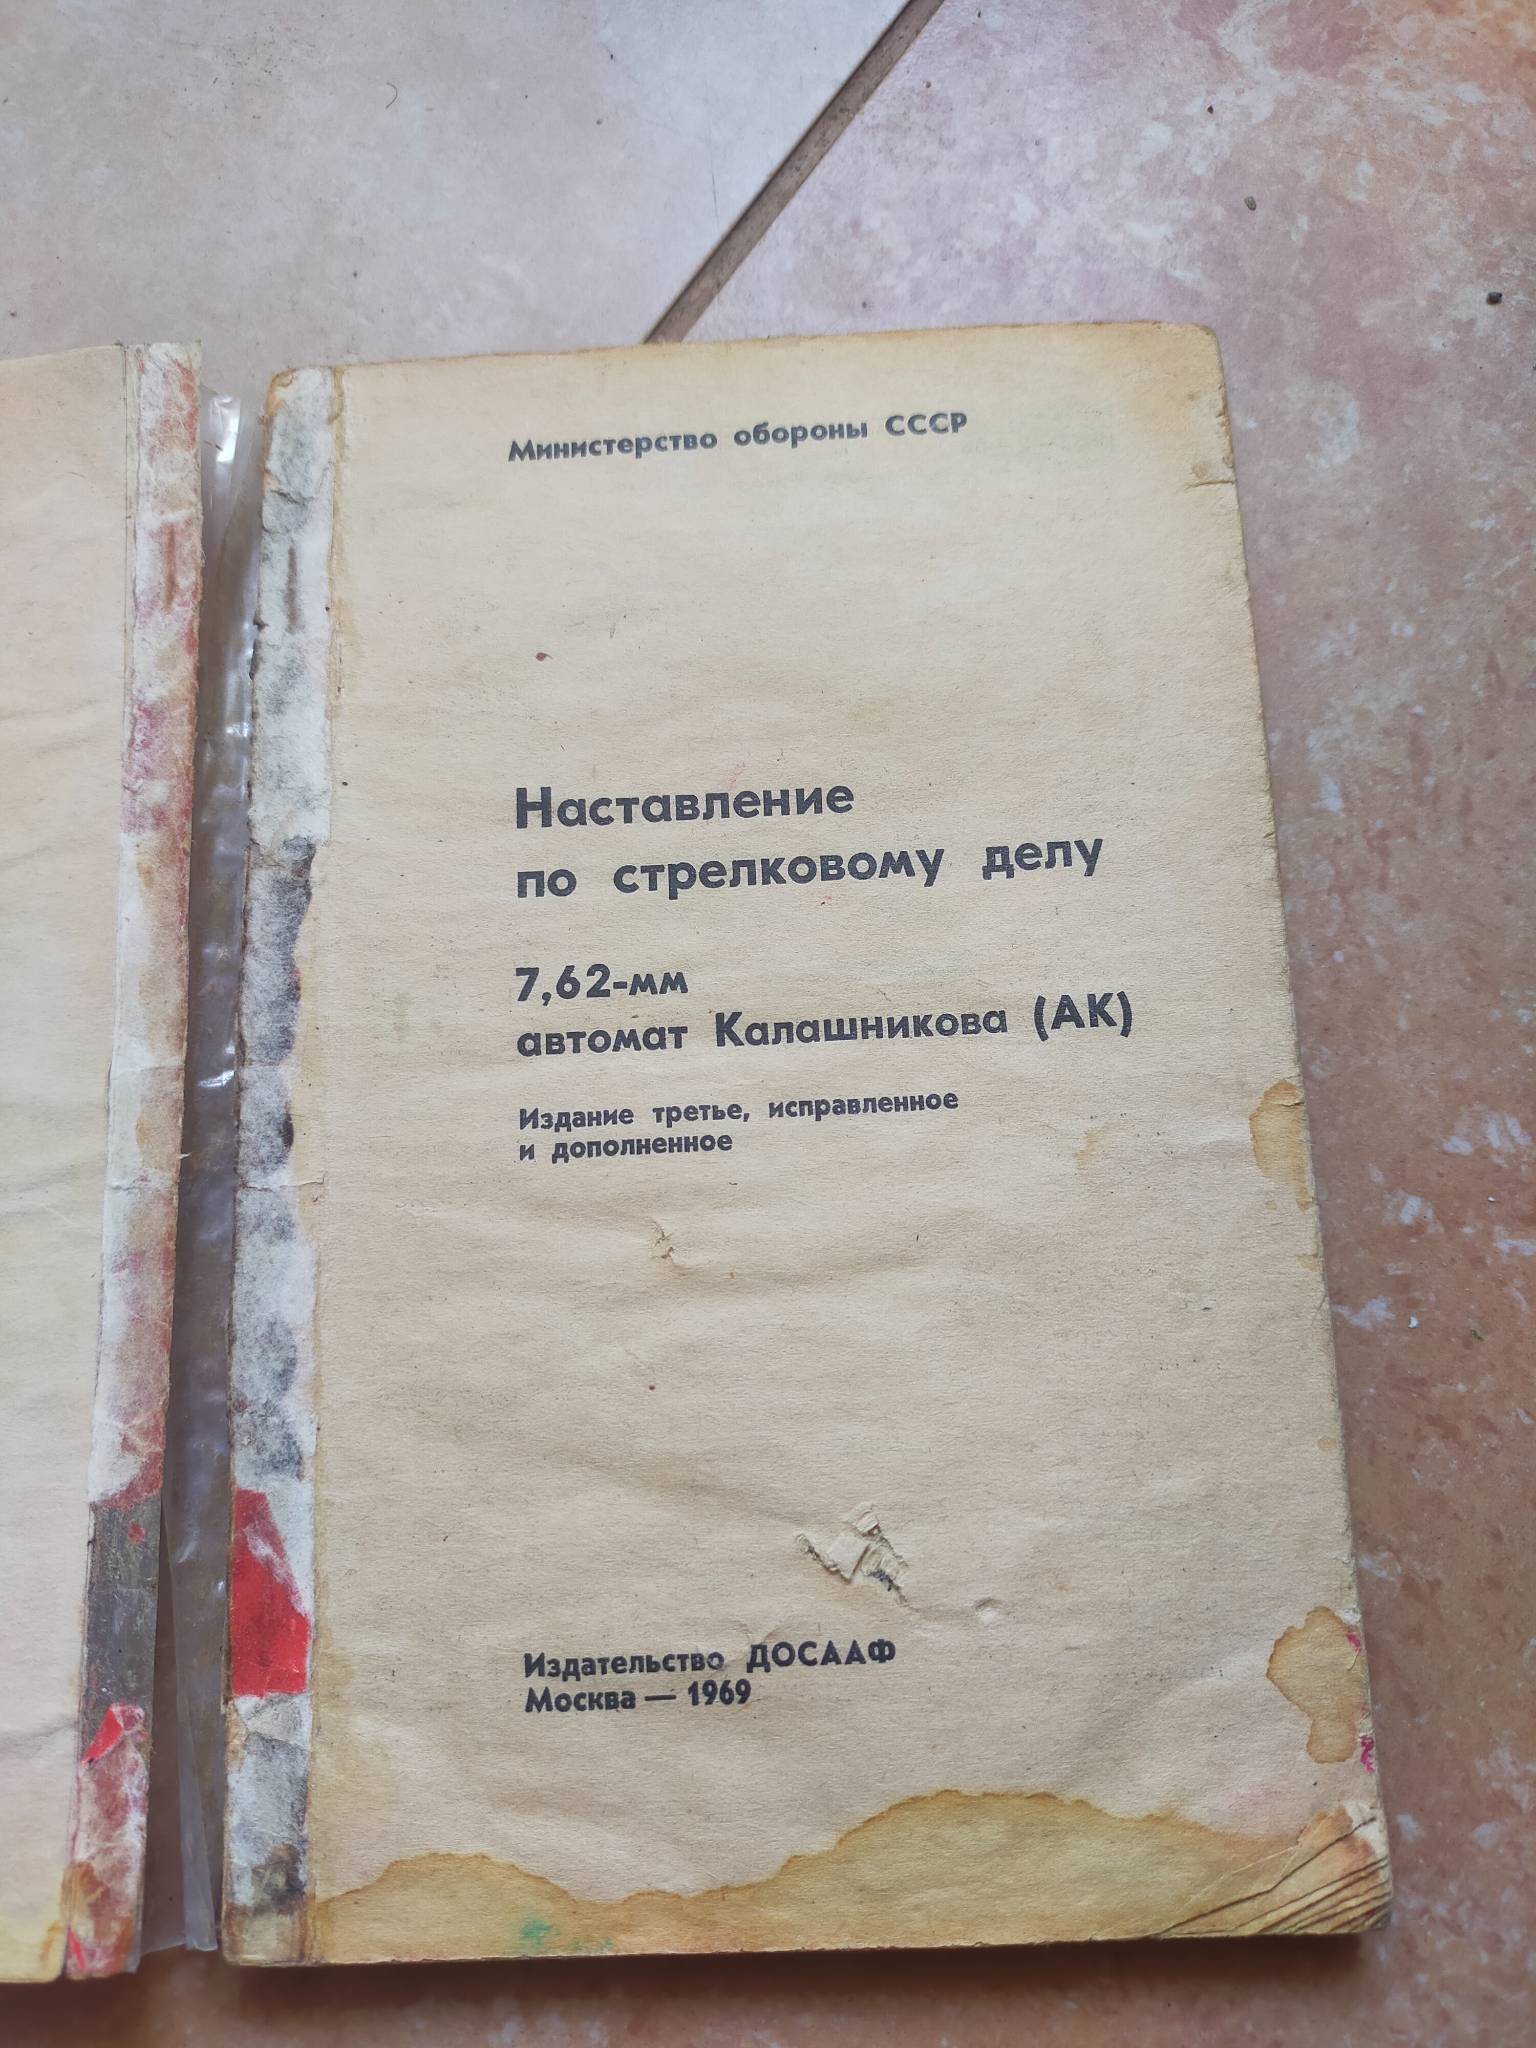 Министерство обороны СССР
Наставление
по стрелковому делу
7,62-мм
автомат Калашникова (АК)
Издание третье, исправленное
и дополненное
Издательство ДОСААФ
Москва — 1969